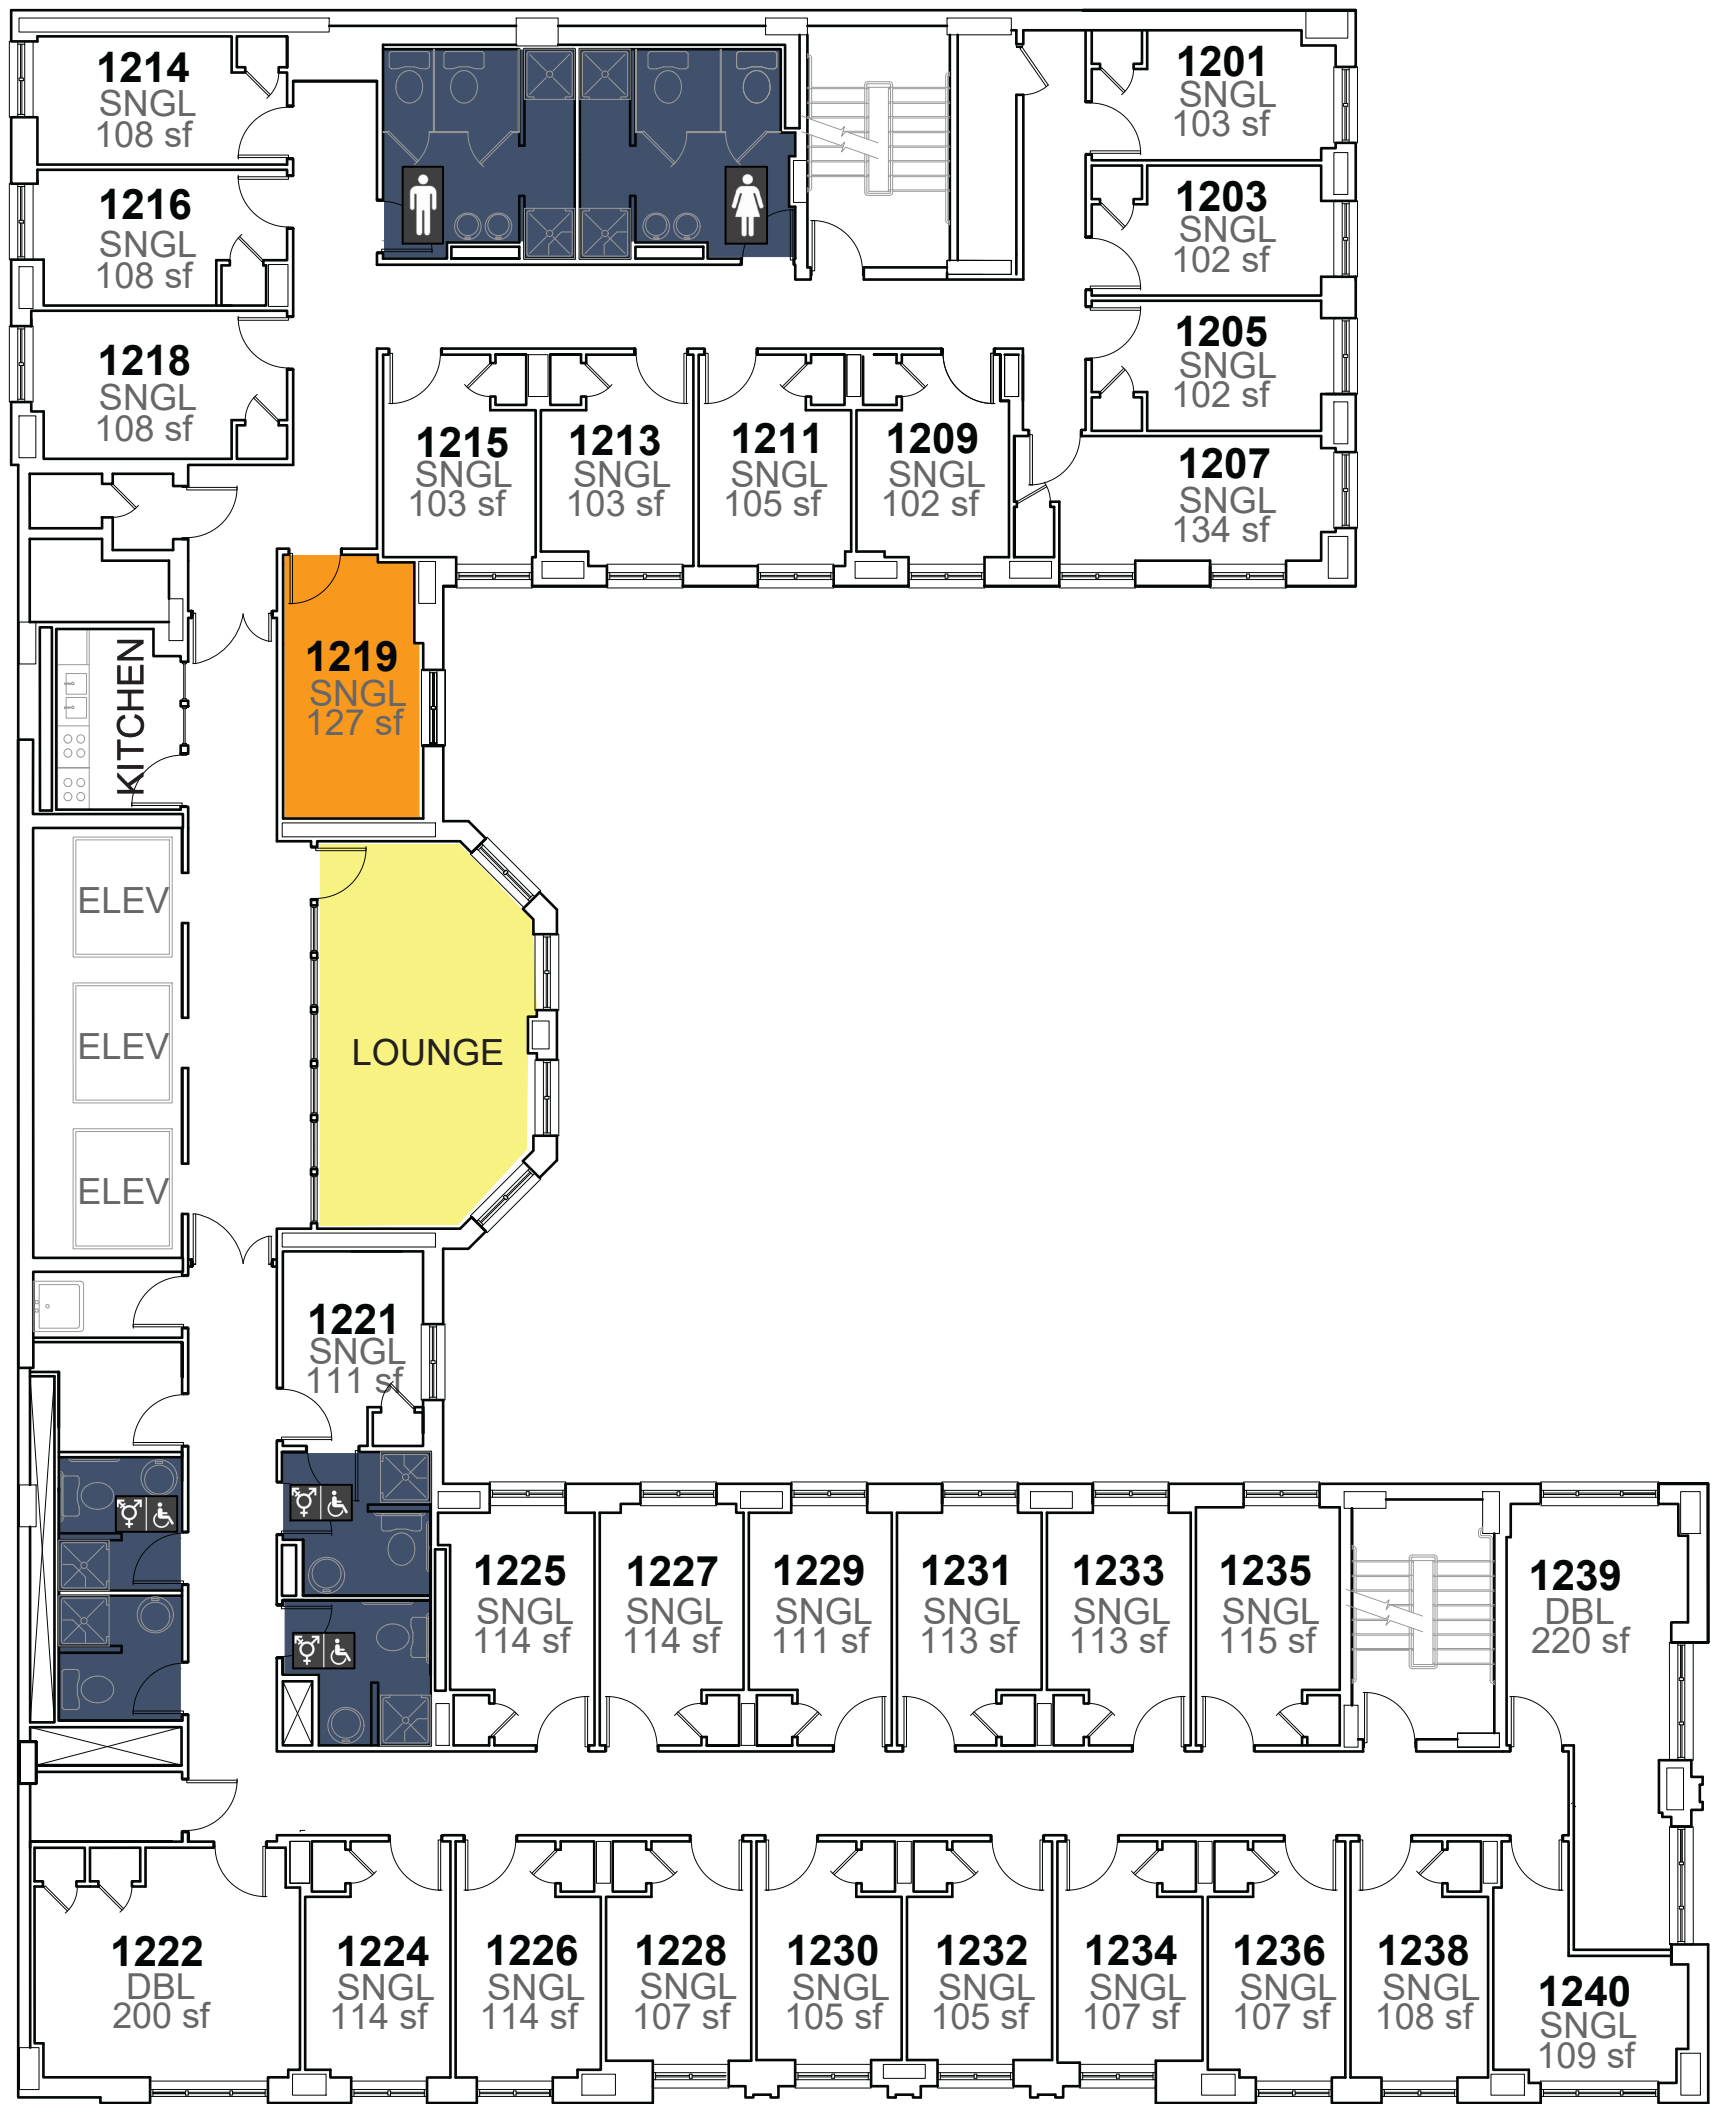 1214
SNGL
108 sf
1216
SNGL
108 sf
1218
SNGL
108 sf
1201
SNGL
103 sf
1203
SNGL
102 sf
1205
SNGL
102 sf
1207
SNGL
134 sf
1215
SNGL
103 sf
1213
SNGL
103 sf
1211
SNGL
105 sf
1209
SNGL
102 sf
1219
SNGL
127 sf
KITCHEN
ELEV
ELEV
ELEV
LOUNGE
1221
SNGL
111 sf
1225
SNGL
114 sf
1227
SNGL
114 sf
1229
SNGL
111 sf
1231
SNGL
113 sf
1233
SNGL
113 sf
1235
SNGL
115 sf
1239
DBL
220 sf
1222
DBL
200 sf
1224
SNGL
114 sf
1226
SNGL
114 sf
1228
SNGL
107 sf
1230
SNGL
105 sf
1232
SNGL
105 sf
1234
SNGL
107 sf
1236
SNGL
107 sf
1238
SNGL
108 sf
1240
SNGL
109 sf